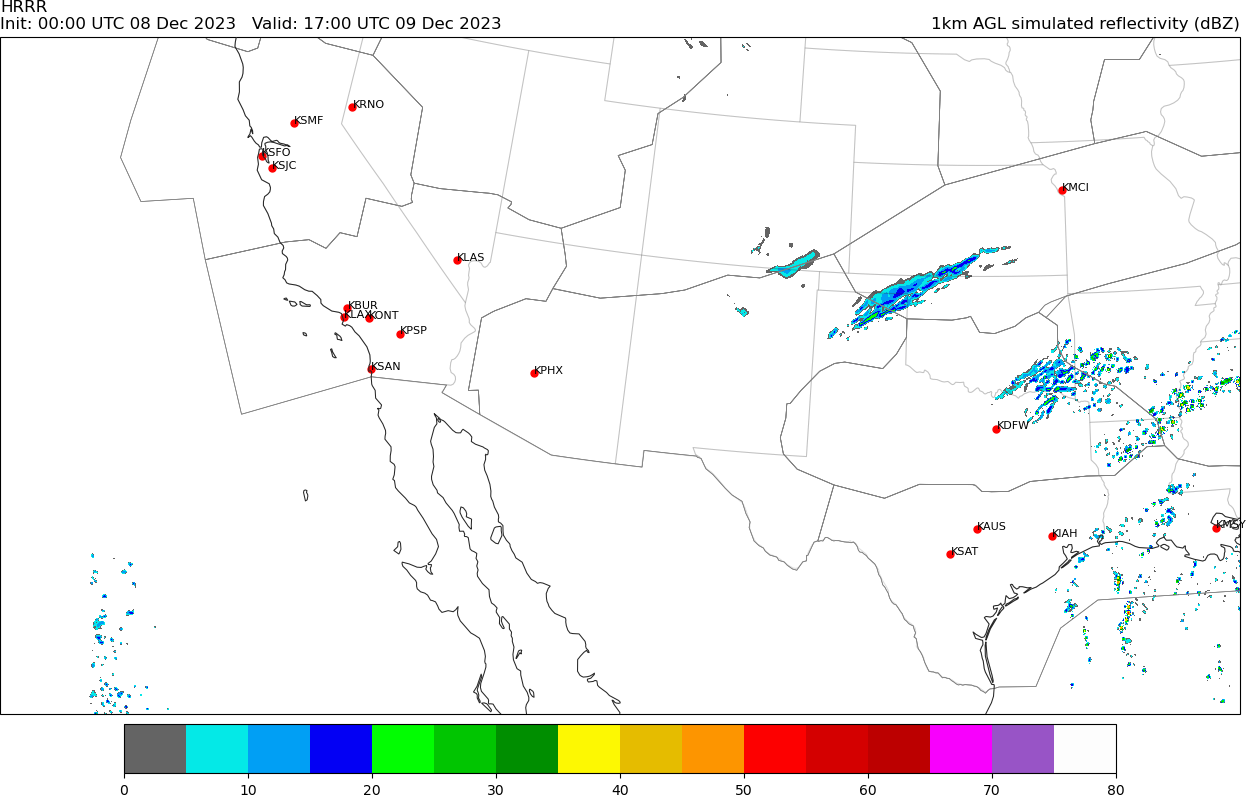 HRRR
Init: 00:00 UTC 08 Dec 2023   Valid: 17:00 UTC 09 Dec 2023   1km AGL simulated reflectivity (dBZ)
KRNO
KSMF
KSFO
KSJC
KMCI
KLAS
KBUR
KLAX KONT
KPSP
KSAN
KPHX
KDFW
KAUS
KMSY
KIAH
KSAT
0 10 20 30 40 50 60 70 80